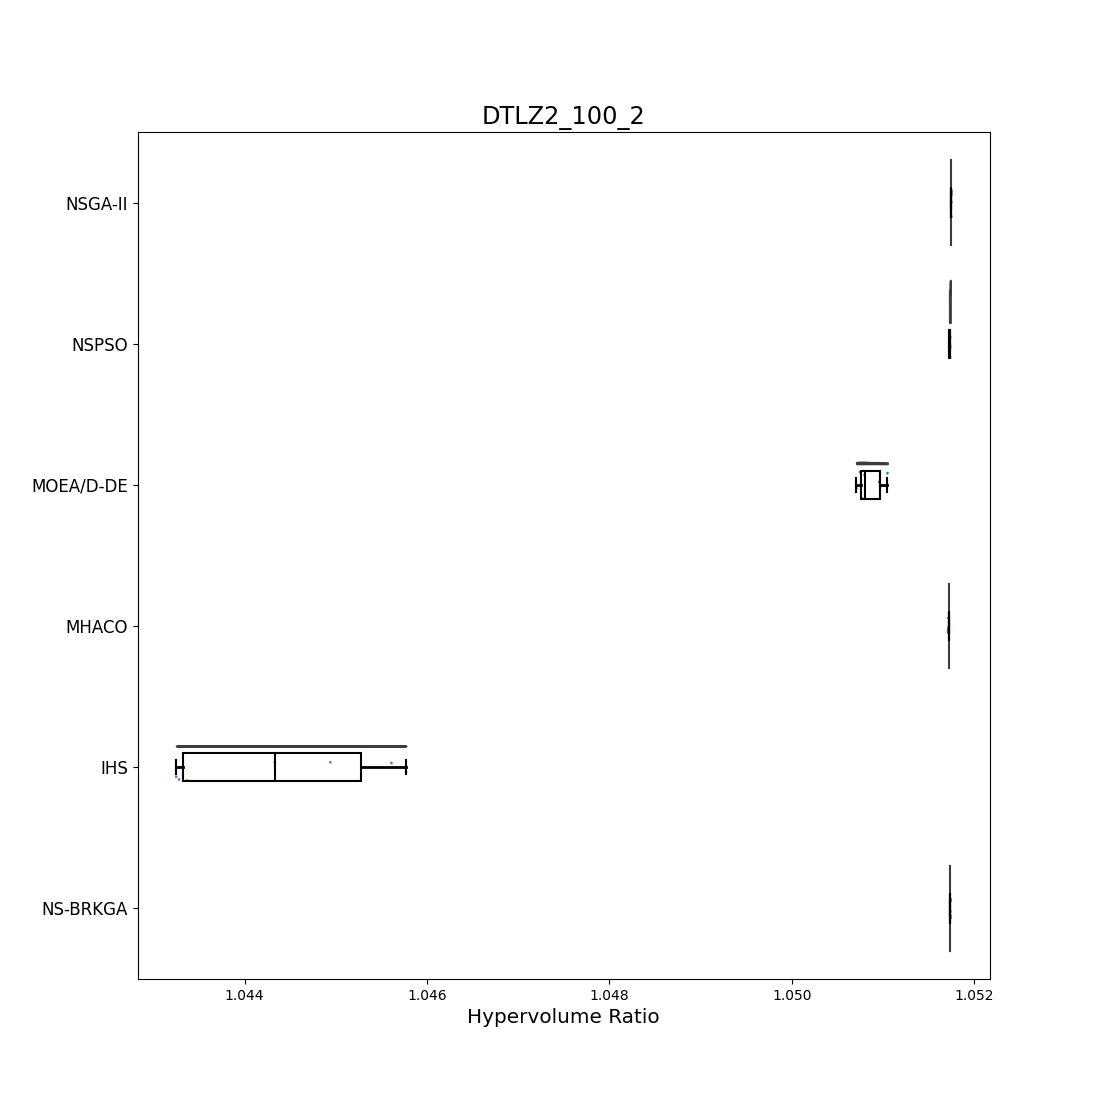 DTLZ2_100_2
NSGA-II
NSPSO
MOEA/D-DE
MHACO
IHS
NS-BRKGA
1.044 1.046 1.048 1.050 1.052
Hypervolume Ratio